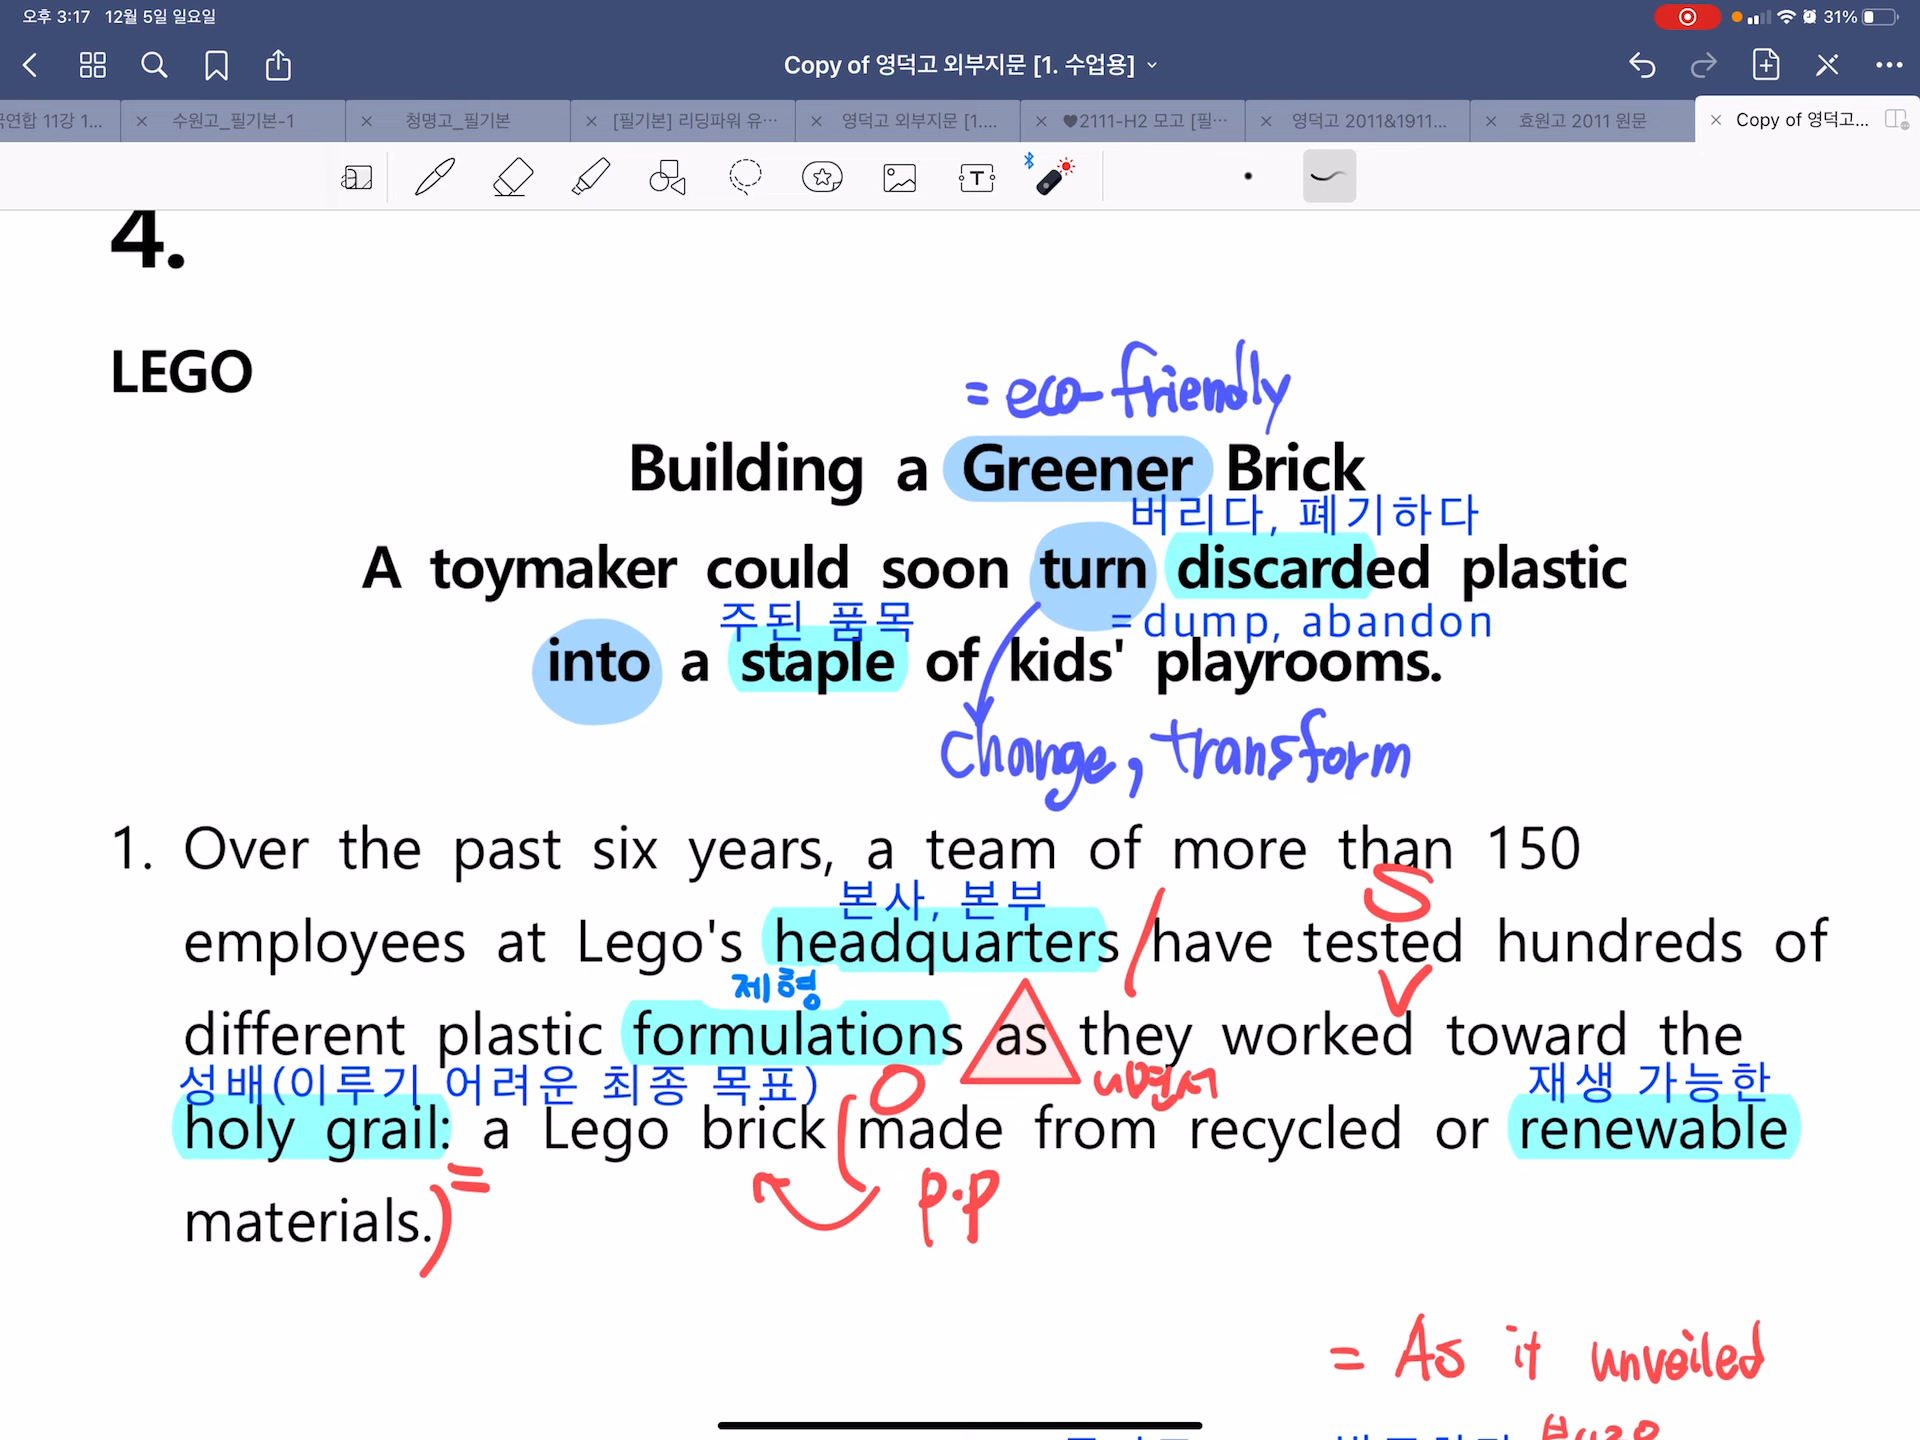 오후 3:17 12월 5일 일요일 31%
Copy of 영덕고 외부지문 [1. 수업용]
연합 11강 1... 수원고_필기본-1 청명고_필기본 [필기본] 리딩파워 유… 영덕고 외부지문 [1.... ♥2111-H2 모고 [필… 영덕고 2011&1911... 효원고 2011 원문 Copy of 영덕고...
4.
LEGO
= eco-friendly
Building a Greener Brick
버리다, 폐기하다
A toymaker could soon turn discarded plastic
주된 품목 = dump, abandon
into a staple of kids' playrooms.
change, transform
1. Over the past six years, a team of more than 150
본사, 본부 S
employees at Lego's headquarters / have tested hundreds of
제형 V
different plastic formulations as they worked toward the
성배(이루기 어려운 최종 목표) O 나면서 재생 가능한
holy grail: a Lego brick made from recycled or renewable
= p.p
materials.)
= As it unveiled